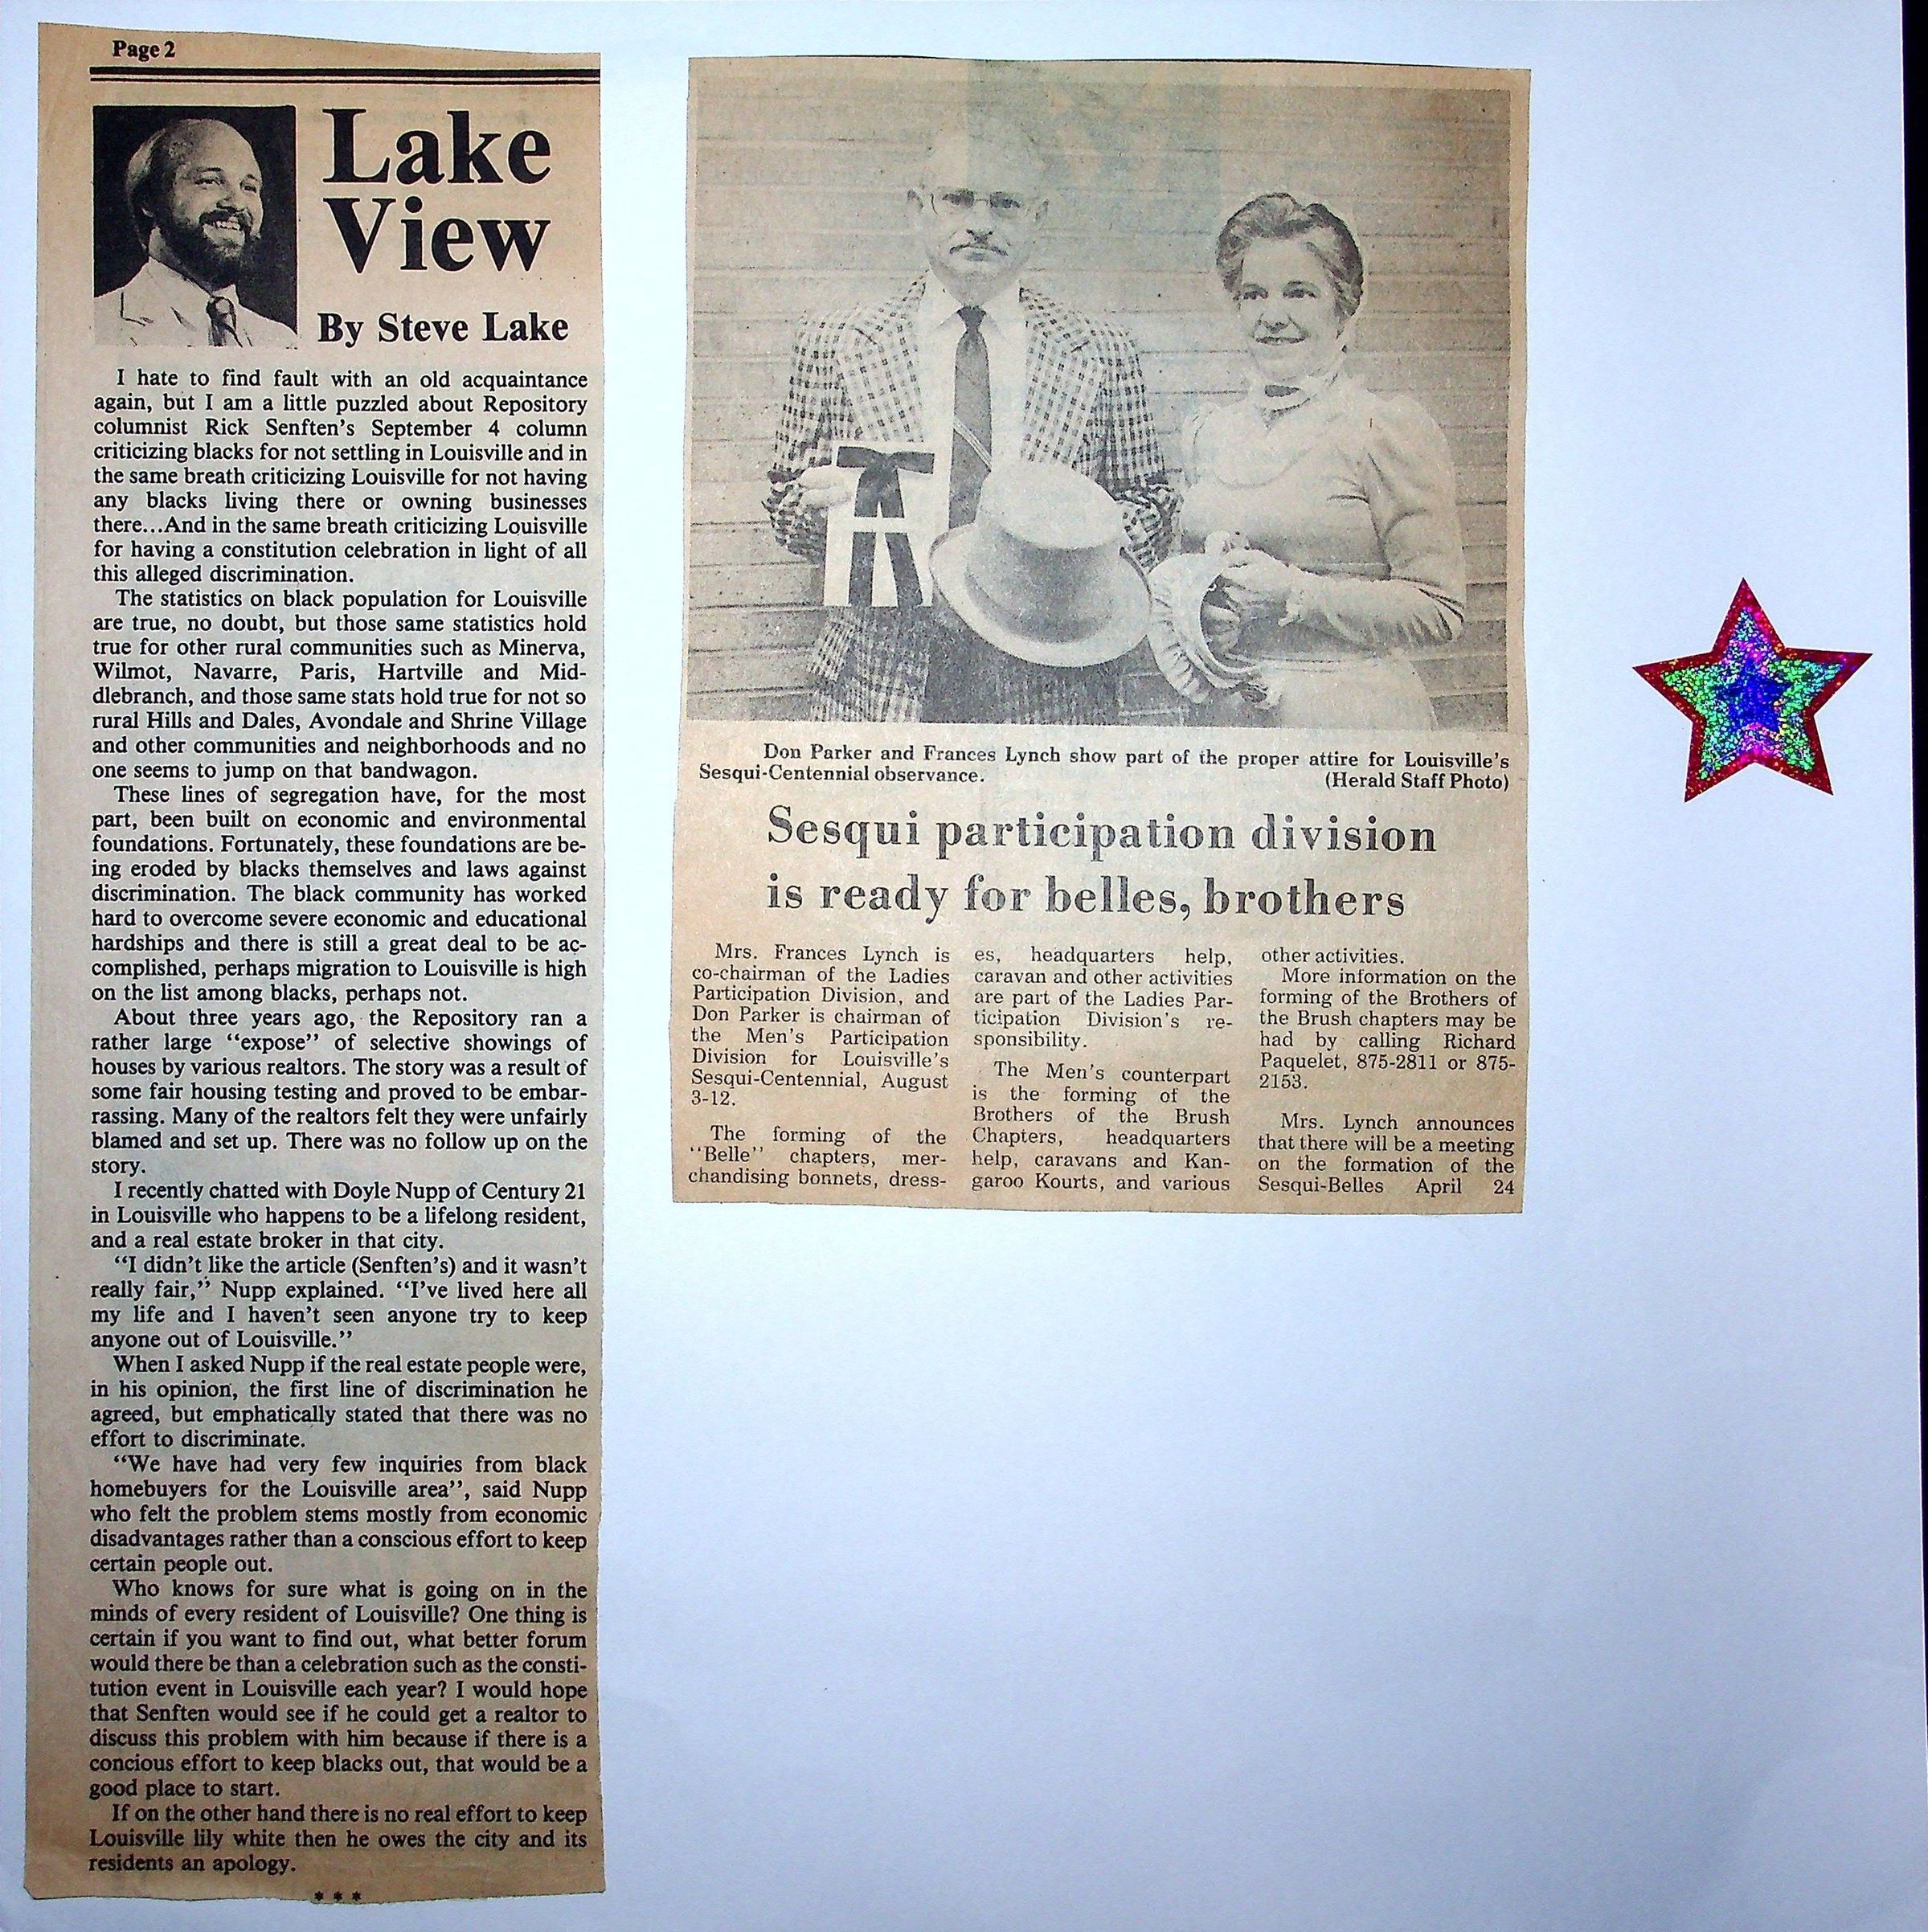 Page 2
Lake
View
By Steve Lake
I hate to find fault with an old acquaintance
again, but I am a little puzzled about Repository
columnist Rick Senften's September 4 column
criticizing blacks for not settling in Louisville and in
the same breath criticizing Louisville for not having
any blacks living there or owning businesses
there...And in the same breath criticizing Louisville
for having a constitution celebration in light of all
this alleged discrimination.
The statistics on black population for Louisville
are true, no doubt, but those same statistics hold
true for other rural communities such as Minerva,
Wilmot, Navarre, Paris, Hartville and Mid-
dlebranch, and those same stats hold true for not so
rural Hills and Dales, Avondale and Shrine Village
and other communities and neighborhoods and no
one seems to jump on that bandwagon.
These lines of segregation have, for the most
part, been built on economic and environmental
foundations. Fortunately, these foundations are be-
ing eroded by blacks themselves and laws against
discrimination. The black community has worked
hard to overcome severe economic and educational
hardships and there is still a great deal to be ac-
complished, perhaps migration to Louisville is high
on the list among blacks, perhaps not.
About three years ago, the Repository ran a
rather large "expose" of selective showings of
houses by various realtors. The story was a result of
some fair housing testing and proved to be embar-
rassing. Many of the realtors felt they were unfairly
blamed and set up. There was no follow up on the
story.
I recently chatted with Doyle Nupp of Century 21
in Louisville who happens to be a lifelong resident,
and a real estate broker in that city.
"I didn't like the article (Senften's) and it wasn't
really fair," Nupp explained. "I've lived here all
my life and I haven't seen anyone try to keep
anyone out of Louisville."
When I asked Nupp if the real estate people were,
in his opinion, the first line of discrimination he
agreed, but emphatically stated that there was no
effort to discriminate.
"We have had very few inquiries from black
homebuyers for the Louisville area", said Nupp
who felt the problem stems mostly from economic
disadvantages rather than a conscious effort to keep
certain people out.
Who knows for sure what is going on in the
minds of every resident of Louisville? One thing is
certain if you want to find out, what better forum
would there be than a celebration such as the consti-
tution event in Louisville each year? I would hope
that Senften would see if he could get a realtor to
discuss this problem with him because if there is a
concious effort to keep blacks out, that would be a
good place to start.
If on the other hand there is no real effort to keep
Louisville lily white then he owes the city and its
residents an apology.
* * *
Don Parker and Frances Lynch show part of the proper attire for Louisville's
Sesqui-Centennial observance. (Herald Staff Photo)
Sesqui participation division
is ready for belles, brothers
Mrs. Frances Lynch is
co-chairman of the Ladies
Participation Division, and
Don Parker is chairman of
the Men's Participation
Division for Louisville's
Sesqui-Centennial, August
3-12.
The forming of the
"Belle" chapters, mer-
chandising bonnets, dress-
es, headquarters help,
caravan and other activities
are part of the Ladies Par-
ticipation Division's re-
sponsibility.
The Men's counterpart
is the forming of the
Brothers of the Brush
Chapters, headquarters
help, caravans and Kan-
garoo Kourts, and various
other activities.
More information on the
forming of the Brothers of
the Brush chapters may be
had by calling Richard
Paquelet, 875-2811 or 875-
2153.
Mrs. Lynch announces
that there will be a meeting
on the formation of the
Sesqui-Belles April 24